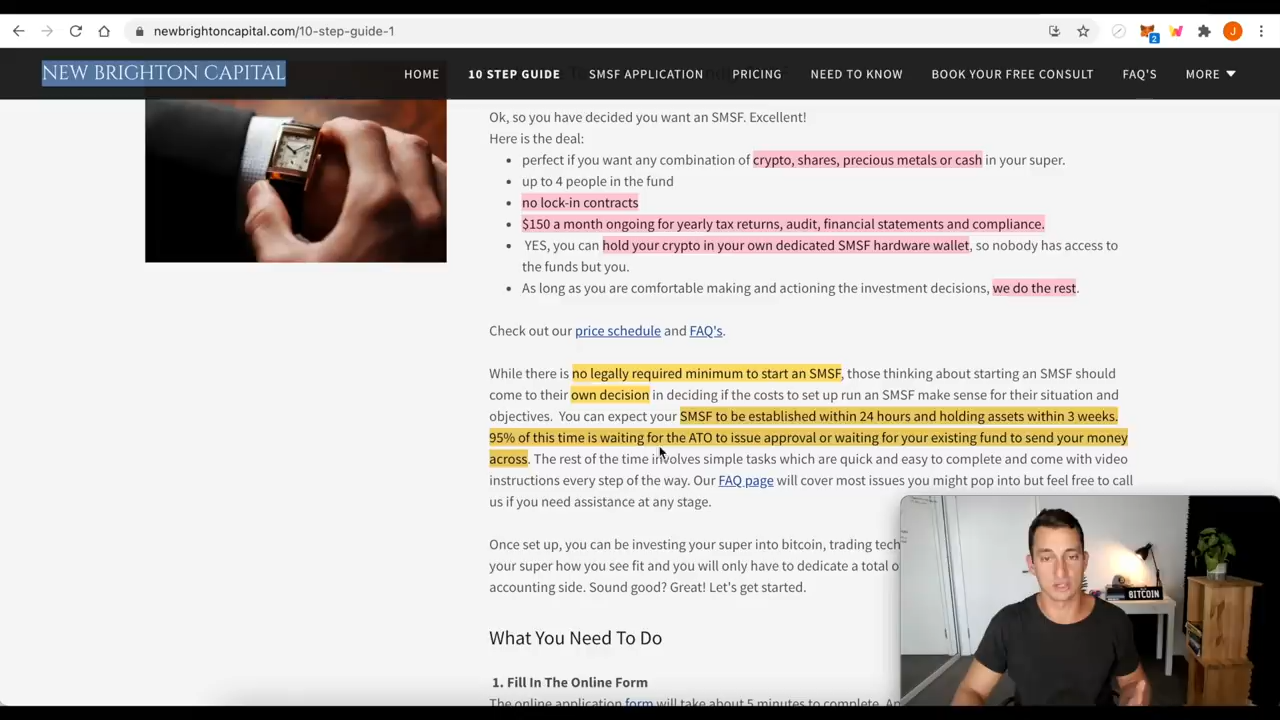 newbrightoncapital.com/10-step-guide-1
2
J
NEW BRIGHTON CAPITAL
HOME
10 STEP GUIDE
SMSF APPLICATION
PRICING
NEED TO KNOW
BOOK YOUR FREE CONSULT
FAQ'S
MORE
Ok, so you have decided you want an SMSF. Excellent!
Here is the deal:
perfect if you want any combination of crypto, shares, precious metals or cash in your super.
up to 4 people in the fund
no lock-in contracts
$150 a month ongoing for yearly tax returns, audit, financial statements and compliance.
YES, you can hold your crypto in your own dedicated SMSF hardware wallet, so nobody has access to
the funds but you.
As long as you are comfortable making and actioning the investment decisions, we do the rest.
Check out our price schedule and FAQ's.
While there is no legally required minimum to start an SMSF, those thinking about starting an SMSF should
come to their own decision in deciding if the costs to set up run an SMSF make sense for their situation and
objectives. You can expect your SMSF to be established within 24 hours and holding assets within 3 weeks.
95% of this time is waiting for the ATO to issue approval or waiting for your existing fund to send your money
across. The rest of the time involves simple tasks which are quick and easy to complete and come with video
instructions every step of the way. Our FAQ page will cover most issues you might pop into but feel free to call
us if you need assistance at any stage.
Once set up, you can be investing your super into bitcoin, trading tech
your super how you see fit and you will only have to dedicate a total o
accounting side. Sound good? Great! Let's get started.
What You Need To Do
1. Fill In The Online Form
The online application form will take about 5 minutes to complete.
BITCOIN